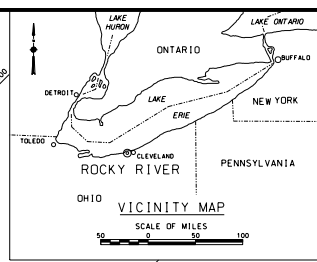 LAKE
HURON
LAKE ONTARIO
ONTARIO
BUFFALO
DETROIT
LAKE
ERIE
NEW YORK
TOLEDO
CLEVELAND
ROCKY RIVER
PENNSYLVANIA
OHIO
VICINITY MAP
SCALE OF MILES
50 0 50 100